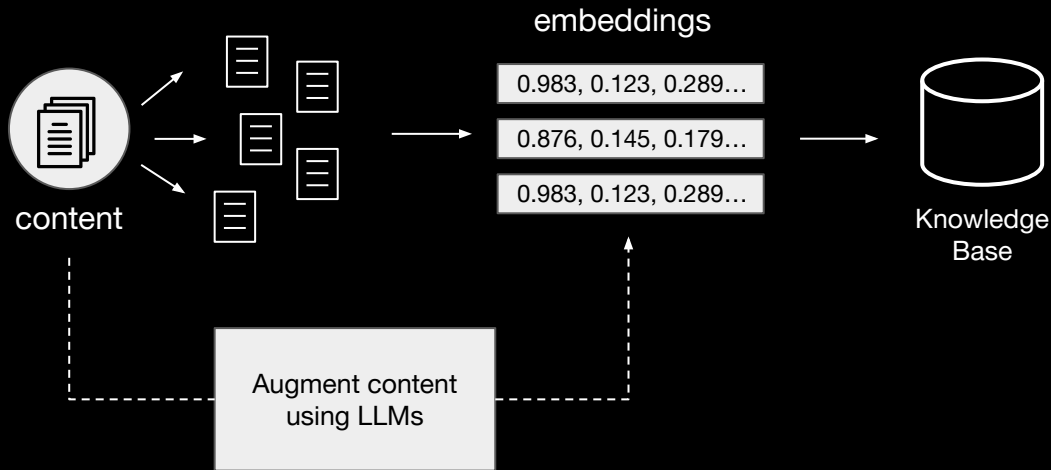 embeddings
0.983, 0.123, 0.289…
0.876, 0.145, 0.179…
0.983, 0.123, 0.289…
content
Knowledge
Base
Augment content
using LLMs